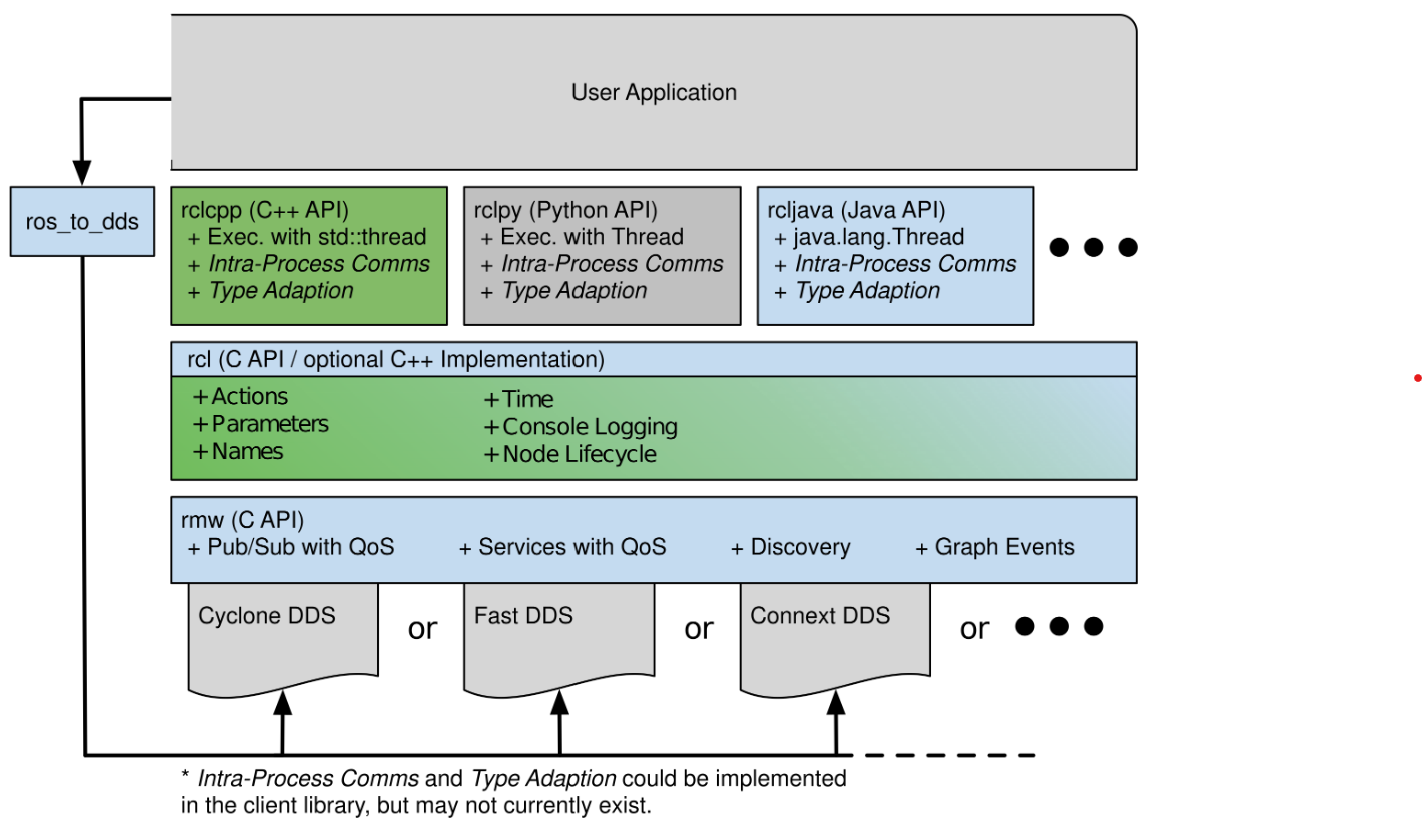 User Application
ros_to_dds
rclcpp (C++ API)
+ Exec. with std::thread
+ Intra-Process Comms
+ Type Adaption
rclpy (Python API)
+ Exec. with Thread
+ Intra-Process Comms
+ Type Adaption
rcljava (Java API)
+ java.lang.Thread
+ Intra-Process Comms
+ Type Adaption
rcl (C API / optional C++ Implementation)
+Actions
+Parameters
+Names
+Time
+Console Logging
+Node Lifecycle
rmw (C API)
+ Pub/Sub with QoS + Services with QoS + Discovery + Graph Events
Cyclone DDS or Fast DDS or Connext DDS or
* Intra-Process Comms and Type Adaption could be implemented
in the client library, but may not currently exist.